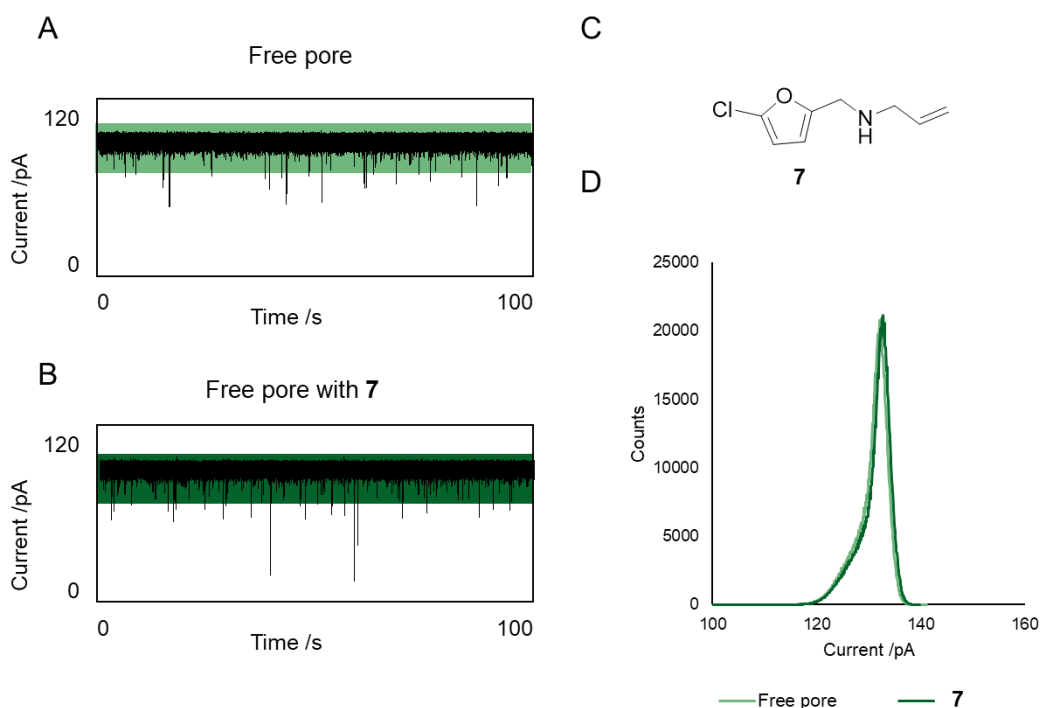 A
Free pore
120
0
Current /pA
0
100
Time /s
B
Free pore with 7
120
0
Current /pA
0
100
Time /s
C
Cl
O
N
H
7
D
25000
20000
15000
10000
5000
0
Counts
100
120
140
160
Current /pA
Free pore
7